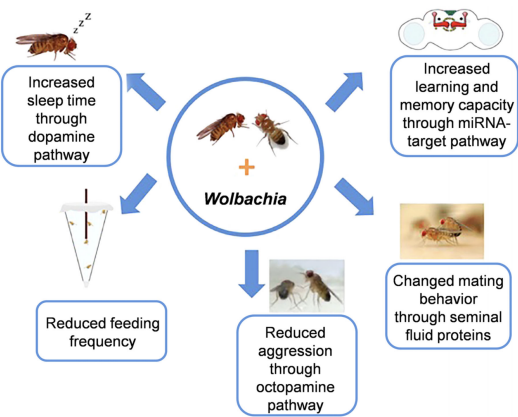 z z z
Increased
sleep time
through
dopamine
pathway
Increased
learning and
memory capacity
through miRNA-
target pathway
+
Wolbachia
Reduced feeding
frequency
Reduced
aggression
through
octopamine
pathway
Changed mating
behavior
through seminal
fluid proteins